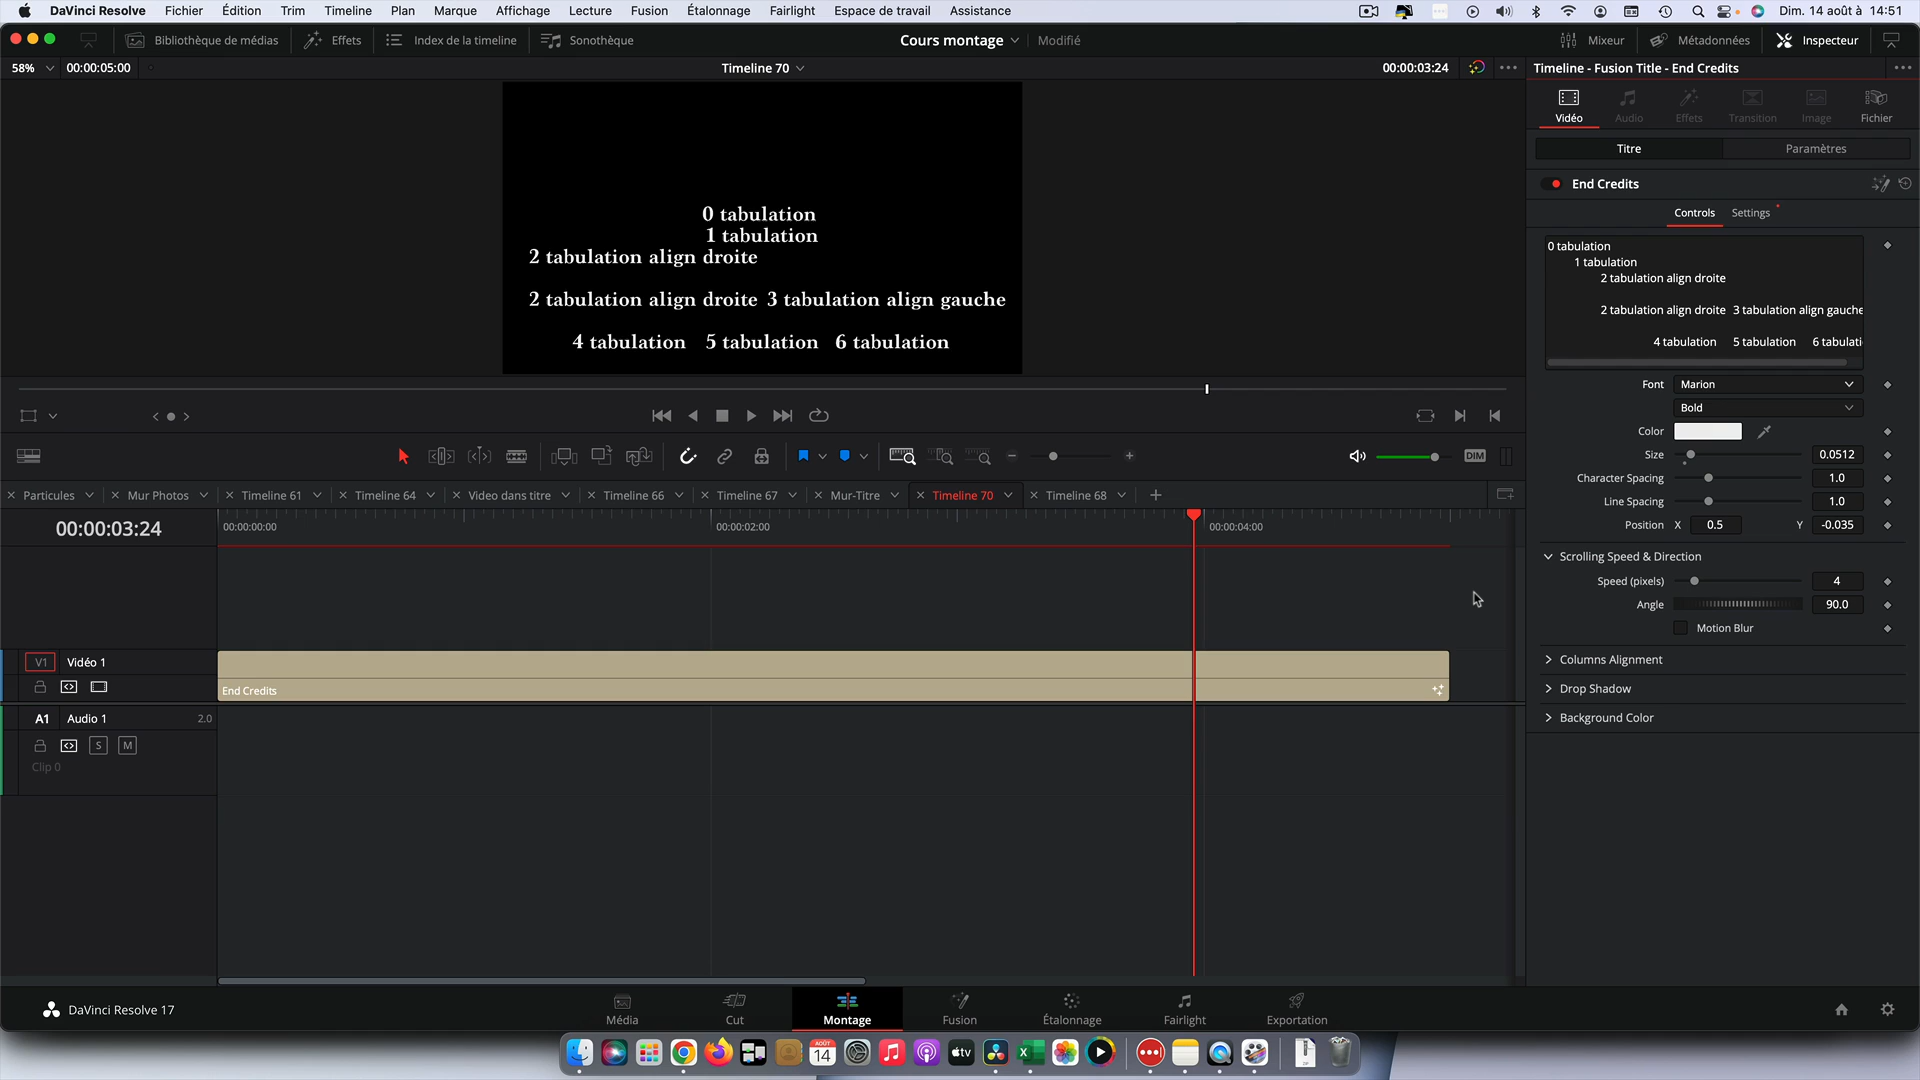 DaVinci Resolve Fichier Édition Trim Timeline Plan Marque Affichage Lecture Fusion Étalonnage Fairlight Espace de travail Assistance Dim. 14 août à 14:51
Bibliothèque de médias Effets Index de la timeline Sonothèque Cours montage Modifié Mixeur Métadonnées Inspecteur
58% 00:00:05:00 Timeline 70 00:00:03:24 Timeline - Fusion Title - End Credits
Vidéo Audio Effets Transition Image Fichier
Titre Paramètres
End Credits
Controls Settings
0 tabulation
1 tabulation
2 tabulation align droite
2 tabulation align droite 3 tabulation align gauche
4 tabulation 5 tabulation 6 tabulation
0 tabulation
1 tabulation
2 tabulation align droite
2 tabulation align droite 3 tabulation align gauche
4 tabulation 5 tabulation 6 tabulati
Font Marion
Bold
Color
Size 0.0512
Character Spacing 1.0
Line Spacing 1.0
Position X 0.5 Y -0.035
Scrolling Speed & Direction
Speed (pixels) 4
Angle 90.0
Motion Blur
Columns Alignment
Drop Shadow
Background Color
DIM
Particules Mur Photos Timeline 61 Timeline 64 Video dans titre Timeline 66 Timeline 67 Mur-Titre Timeline 70 Timeline 68
00:00:03:24 00:00:00:00 00:00:02:00 00:00:04:00
V1 Vidéo 1
End Credits
A1 Audio 1 2.0
S M
Clip 0
DaVinci Resolve 17
Média Cut Montage Fusion Étalonnage Fairlight Exportation
AOÛT
14
tv